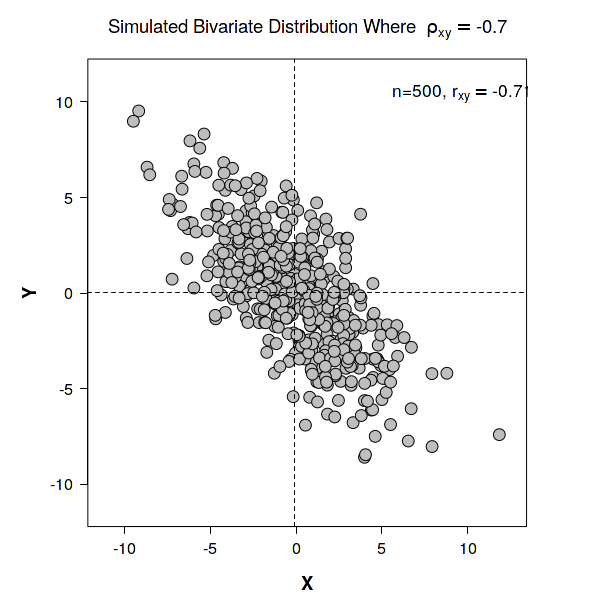 Simulated Bivariate Distribution Where ρxy = -0.7
n=500, rxy = -0.71
10
5
0
-5
-10
Y
-10
-5
0
5
10
X